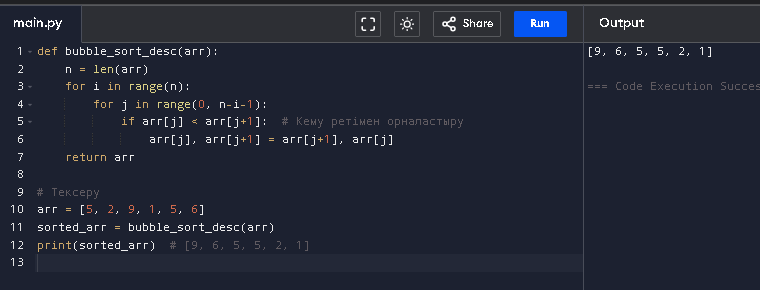 main.py
Share
Run
Output
1 def bubble_sort_desc(arr):
2 n = len(arr)
3 for i in range(n):
4 for j in range(0, n-i-1):
5 if arr[j] < arr[j+1]: # Кему ретімен орналастыру
6 arr[j], arr[j+1] = arr[j+1], arr[j]
7 return arr
8
9 # Тексеру
10 arr = [5, 2, 9, 1, 5, 6]
11 sorted_arr = bubble_sort_desc(arr)
12 print(sorted_arr) # [9, 6, 5, 5, 2, 1]
13
[9, 6, 5, 5, 2, 1]
=== Code Execution Succes